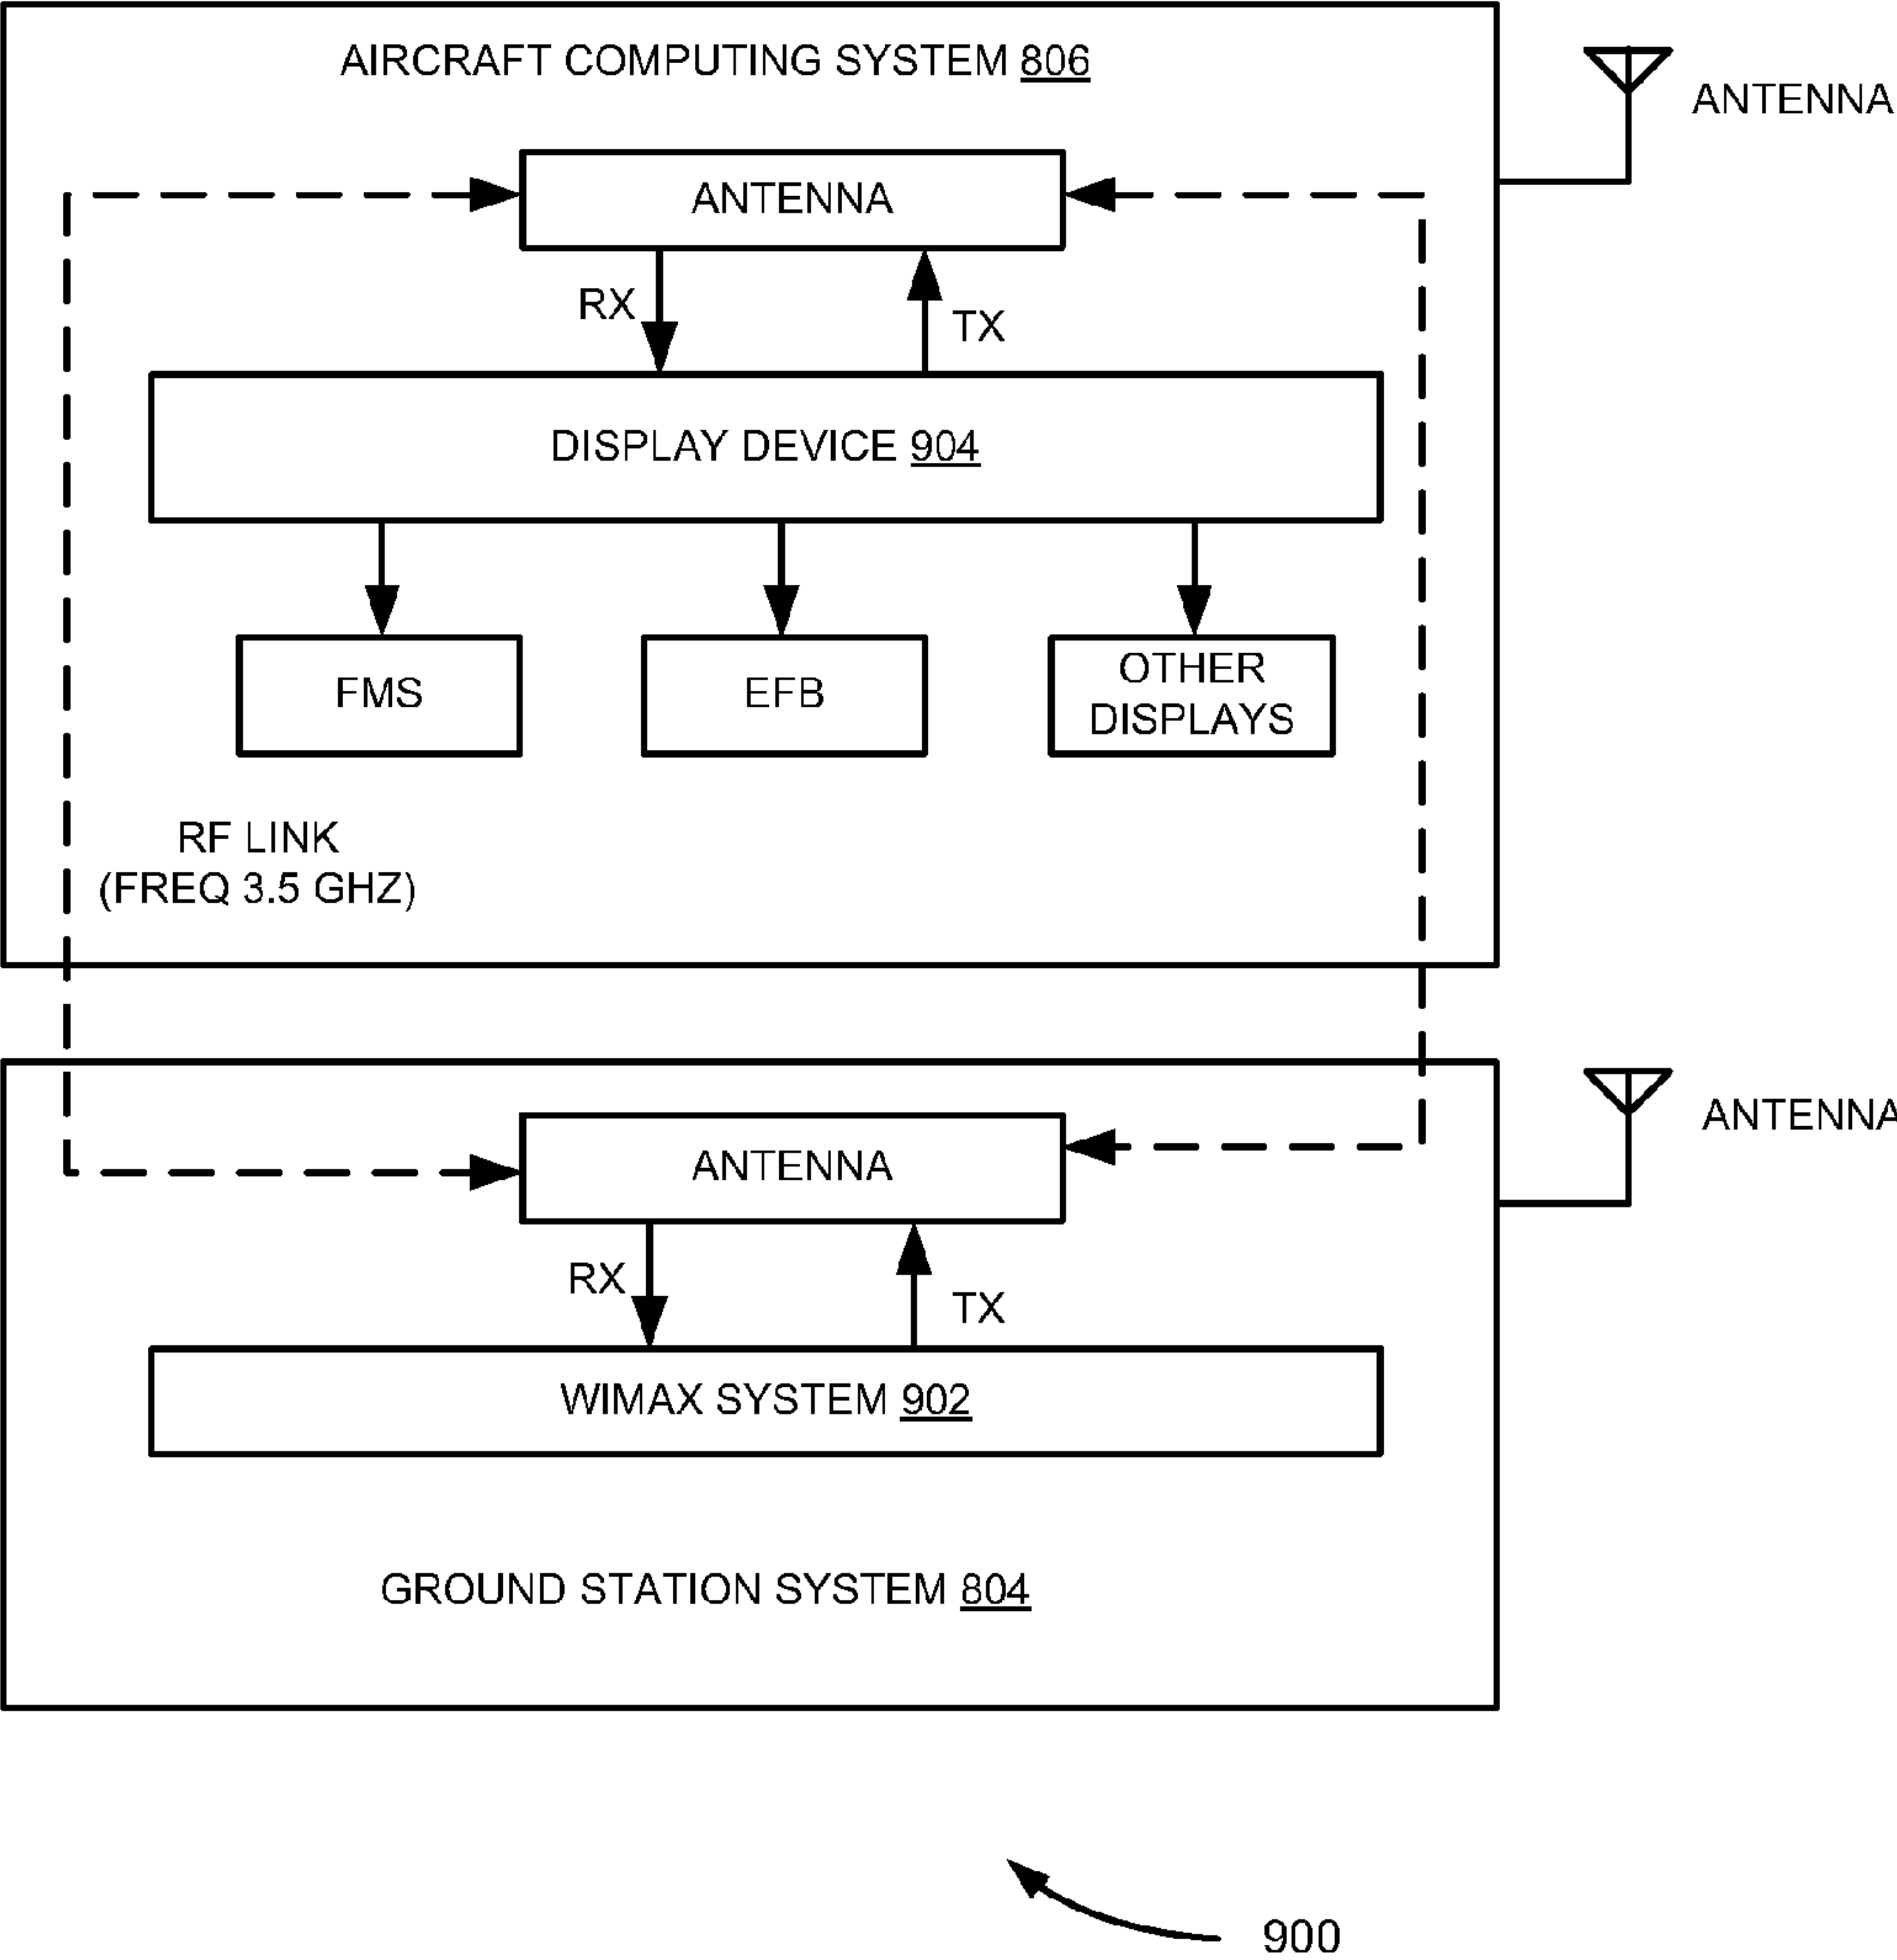 AIRCRAFT COMPUTING SYSTEM 806
ANTENNA
ANTENNA
RX
TX
DISPLAY DEVICE 904
FMS
EFB
OTHER
DISPLAYS
RF LINK
(FREQ 3.5 GHZ)
ANTENNA
ANTENNA
RX
TX
WIMAX SYSTEM 902
GROUND STATION SYSTEM 804
900